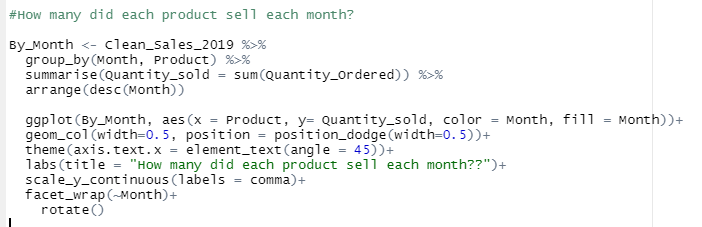 #How many did each product sell each month?
By_Month <- Clean_Sales_2019 %>%
group_by(Month, Product) %>%
summarise(Quantity_sold = sum(Quantity_Ordered)) %>%
arrange(desc(Month))
ggplot(By_Month, aes(x = Product, y= Quantity_sold, color = Month, fill = Month))+
geom_col(width=0.5, position = position_dodge(width=0.5))+
theme(axis.text.x = element_text(angle = 45))+
labs(title = "How many did each product sell each month??")+
scale_y_continuous(labels = comma)+
facet_wrap(~Month)+
rotate()